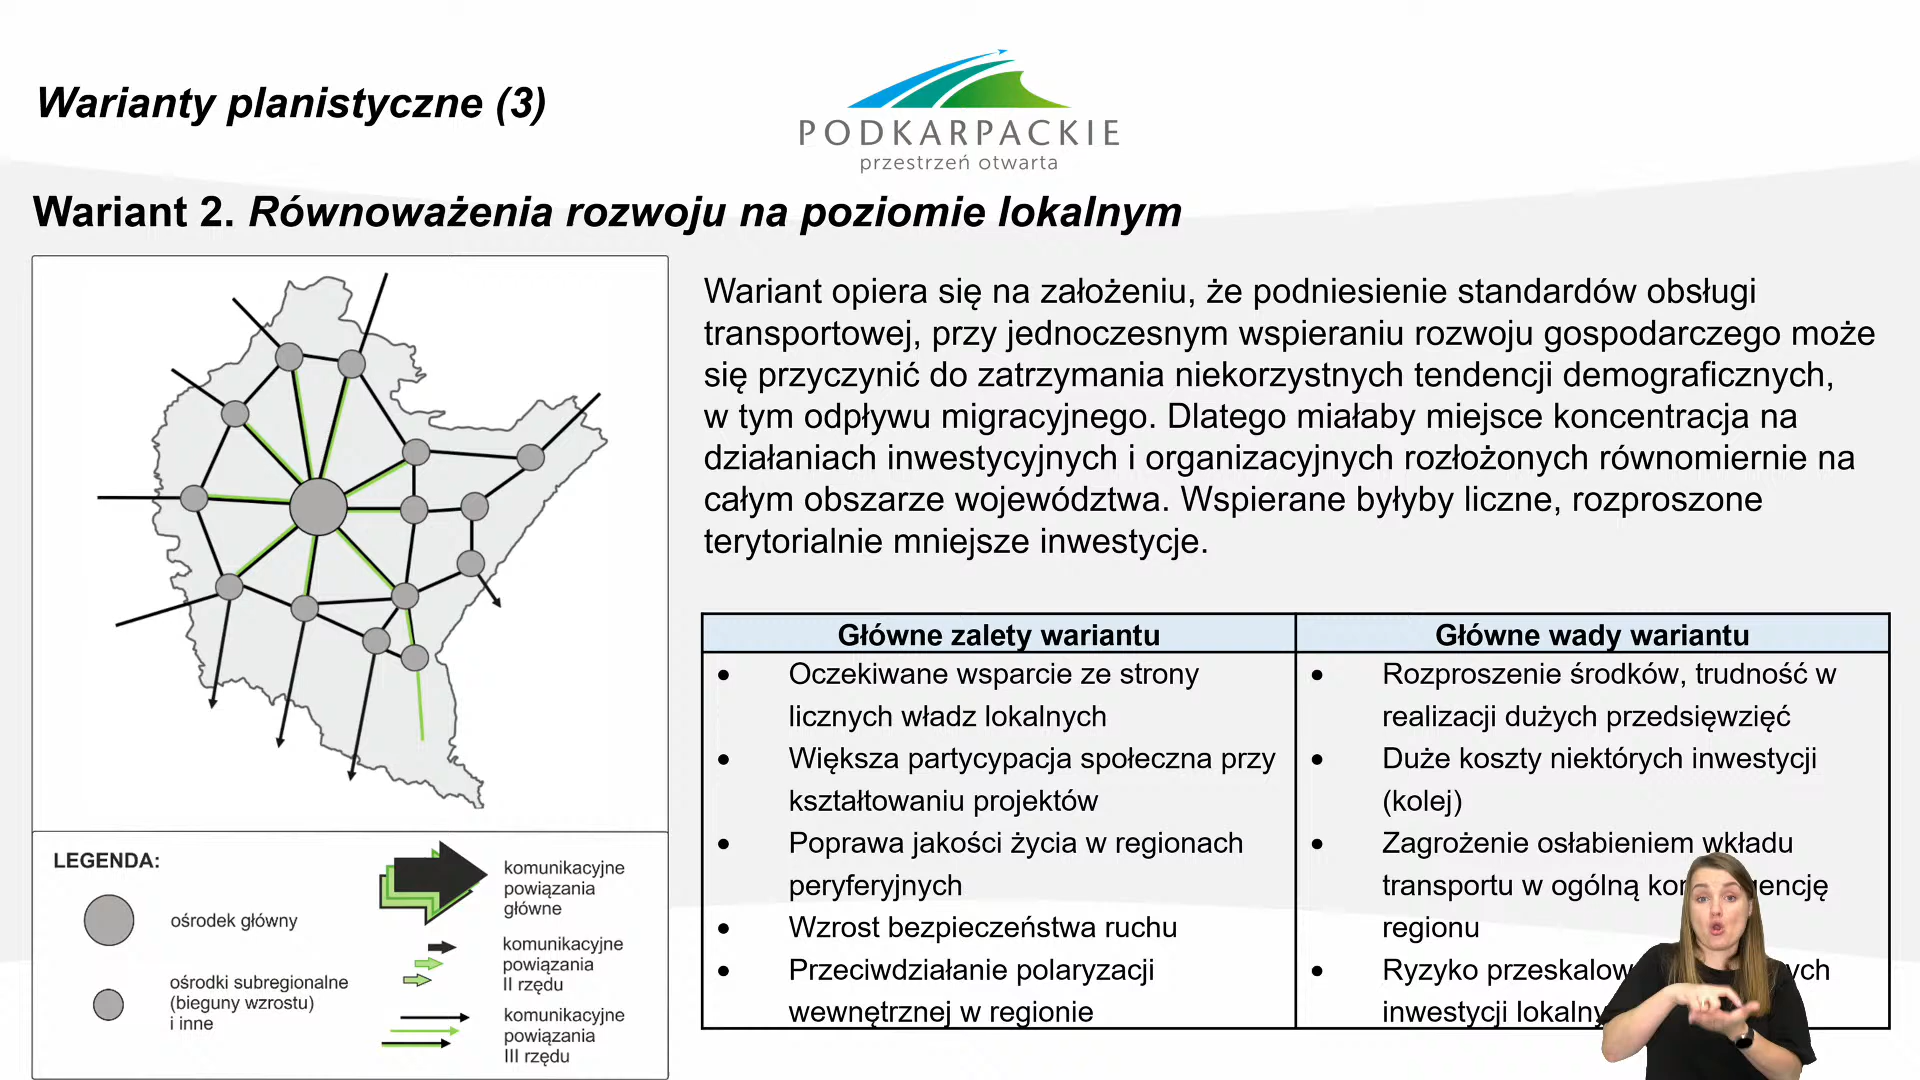 Warianty planistyczne (3)
PODKARPACKIE
przestrzeń otwarta
Wariant 2. Równoważenia rozwoju na poziomie lokalnym
Wariant opiera się na założeniu, że podniesienie standardów obsługi
transportowej, przy jednoczesnym wspieraniu rozwoju gospodarczego może
się przyczynić do zatrzymania niekorzystnych tendencji demograficznych,
w tym odpływu migracyjnego. Dlatego miałaby miejsce koncentracja na
działaniach inwestycyjnych i organizacyjnych rozłożonych równomiernie na
całym obszarze województwa. Wspierane byłyby liczne, rozproszone
terytorialnie mniejsze inwestycje.
Główne zalety wariantu
• Oczekiwane wsparcie ze strony
licznych władz lokalnych
• Większa partycypacja społeczna przy
kształtowaniu projektów
• Poprawa jakości życia w regionach
peryferyjnych
• Wzrost bezpieczeństwa ruchu
• Przeciwdziałanie polaryzacji
wewnętrznej w regionie
Główne wady wariantu
• Rozproszenie środków, trudność w
realizacji dużych przedsięwzięć
• Duże koszty niektórych inwestycji
(kolej)
• Zagrożenie osłabieniem wkładu
transportu w ogólną
regionu
• Ryzyko
inwestycji
LEGENDA:
ośrodek główny
ośrodki subregionalne
(bieguny wzrostu)
i inne
komunikacyjne
powiązania
główne
komunikacyjne
powiązania
II rzędu
komunikacyjne
powiązania
III rzędu